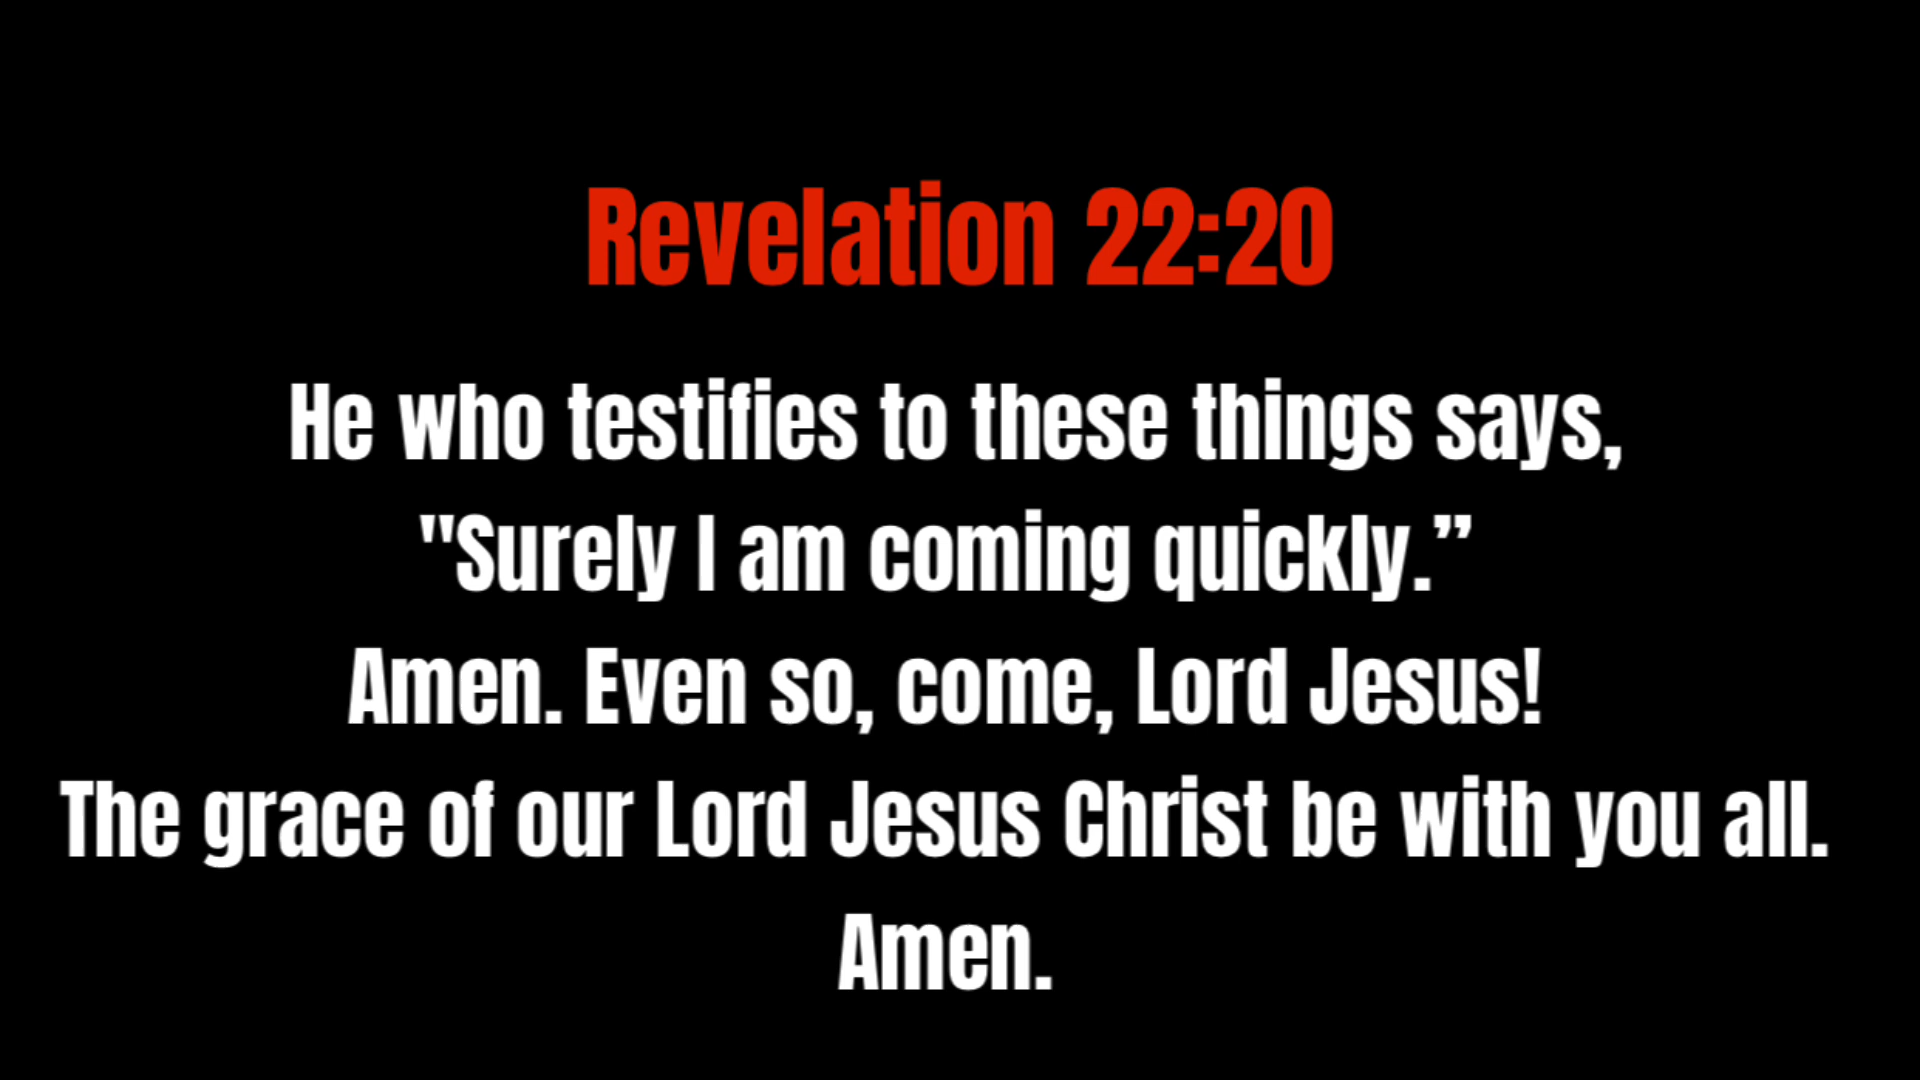 Revelation 22:20
He who testifies to these things says,
"Surely I am coming quickly.”
Amen. Even so, come, Lord Jesus!
The grace of our Lord Jesus Christ be with you all.
Amen.